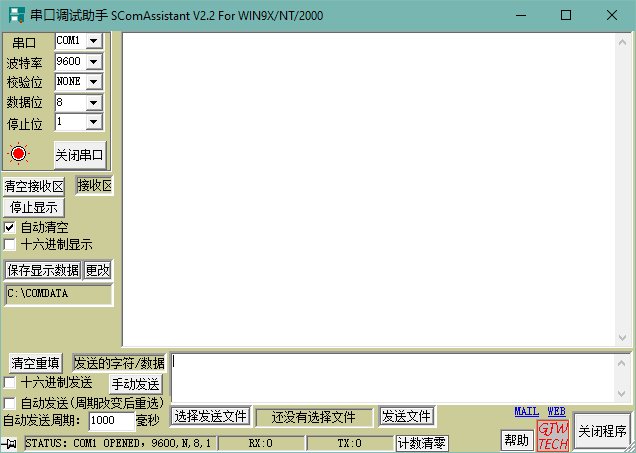 串口调试助手 SComAssistant V2.2 For WIN9X/NT/2000
串口 COM1
波特率 9600
校验位 NONE
数据位 8
停止位 1
关闭串口
清空接收区 接收区
停止显示
自动清空
十六进制显示
保存显示数据 更改
C:\COMDATA
清空重填 发送的字符/数据
十六进制发送 手动发送
自动发送(周期改变后重选)
自动发送周期: 1000 毫秒
选择发送文件 还没有选择文件 发送文件
MAIL WEB
STATUS: COM1 OPENED, 9600,N,8,1 RX:0 TX:0 计数清零
帮助
GJW
TECH
关闭程序